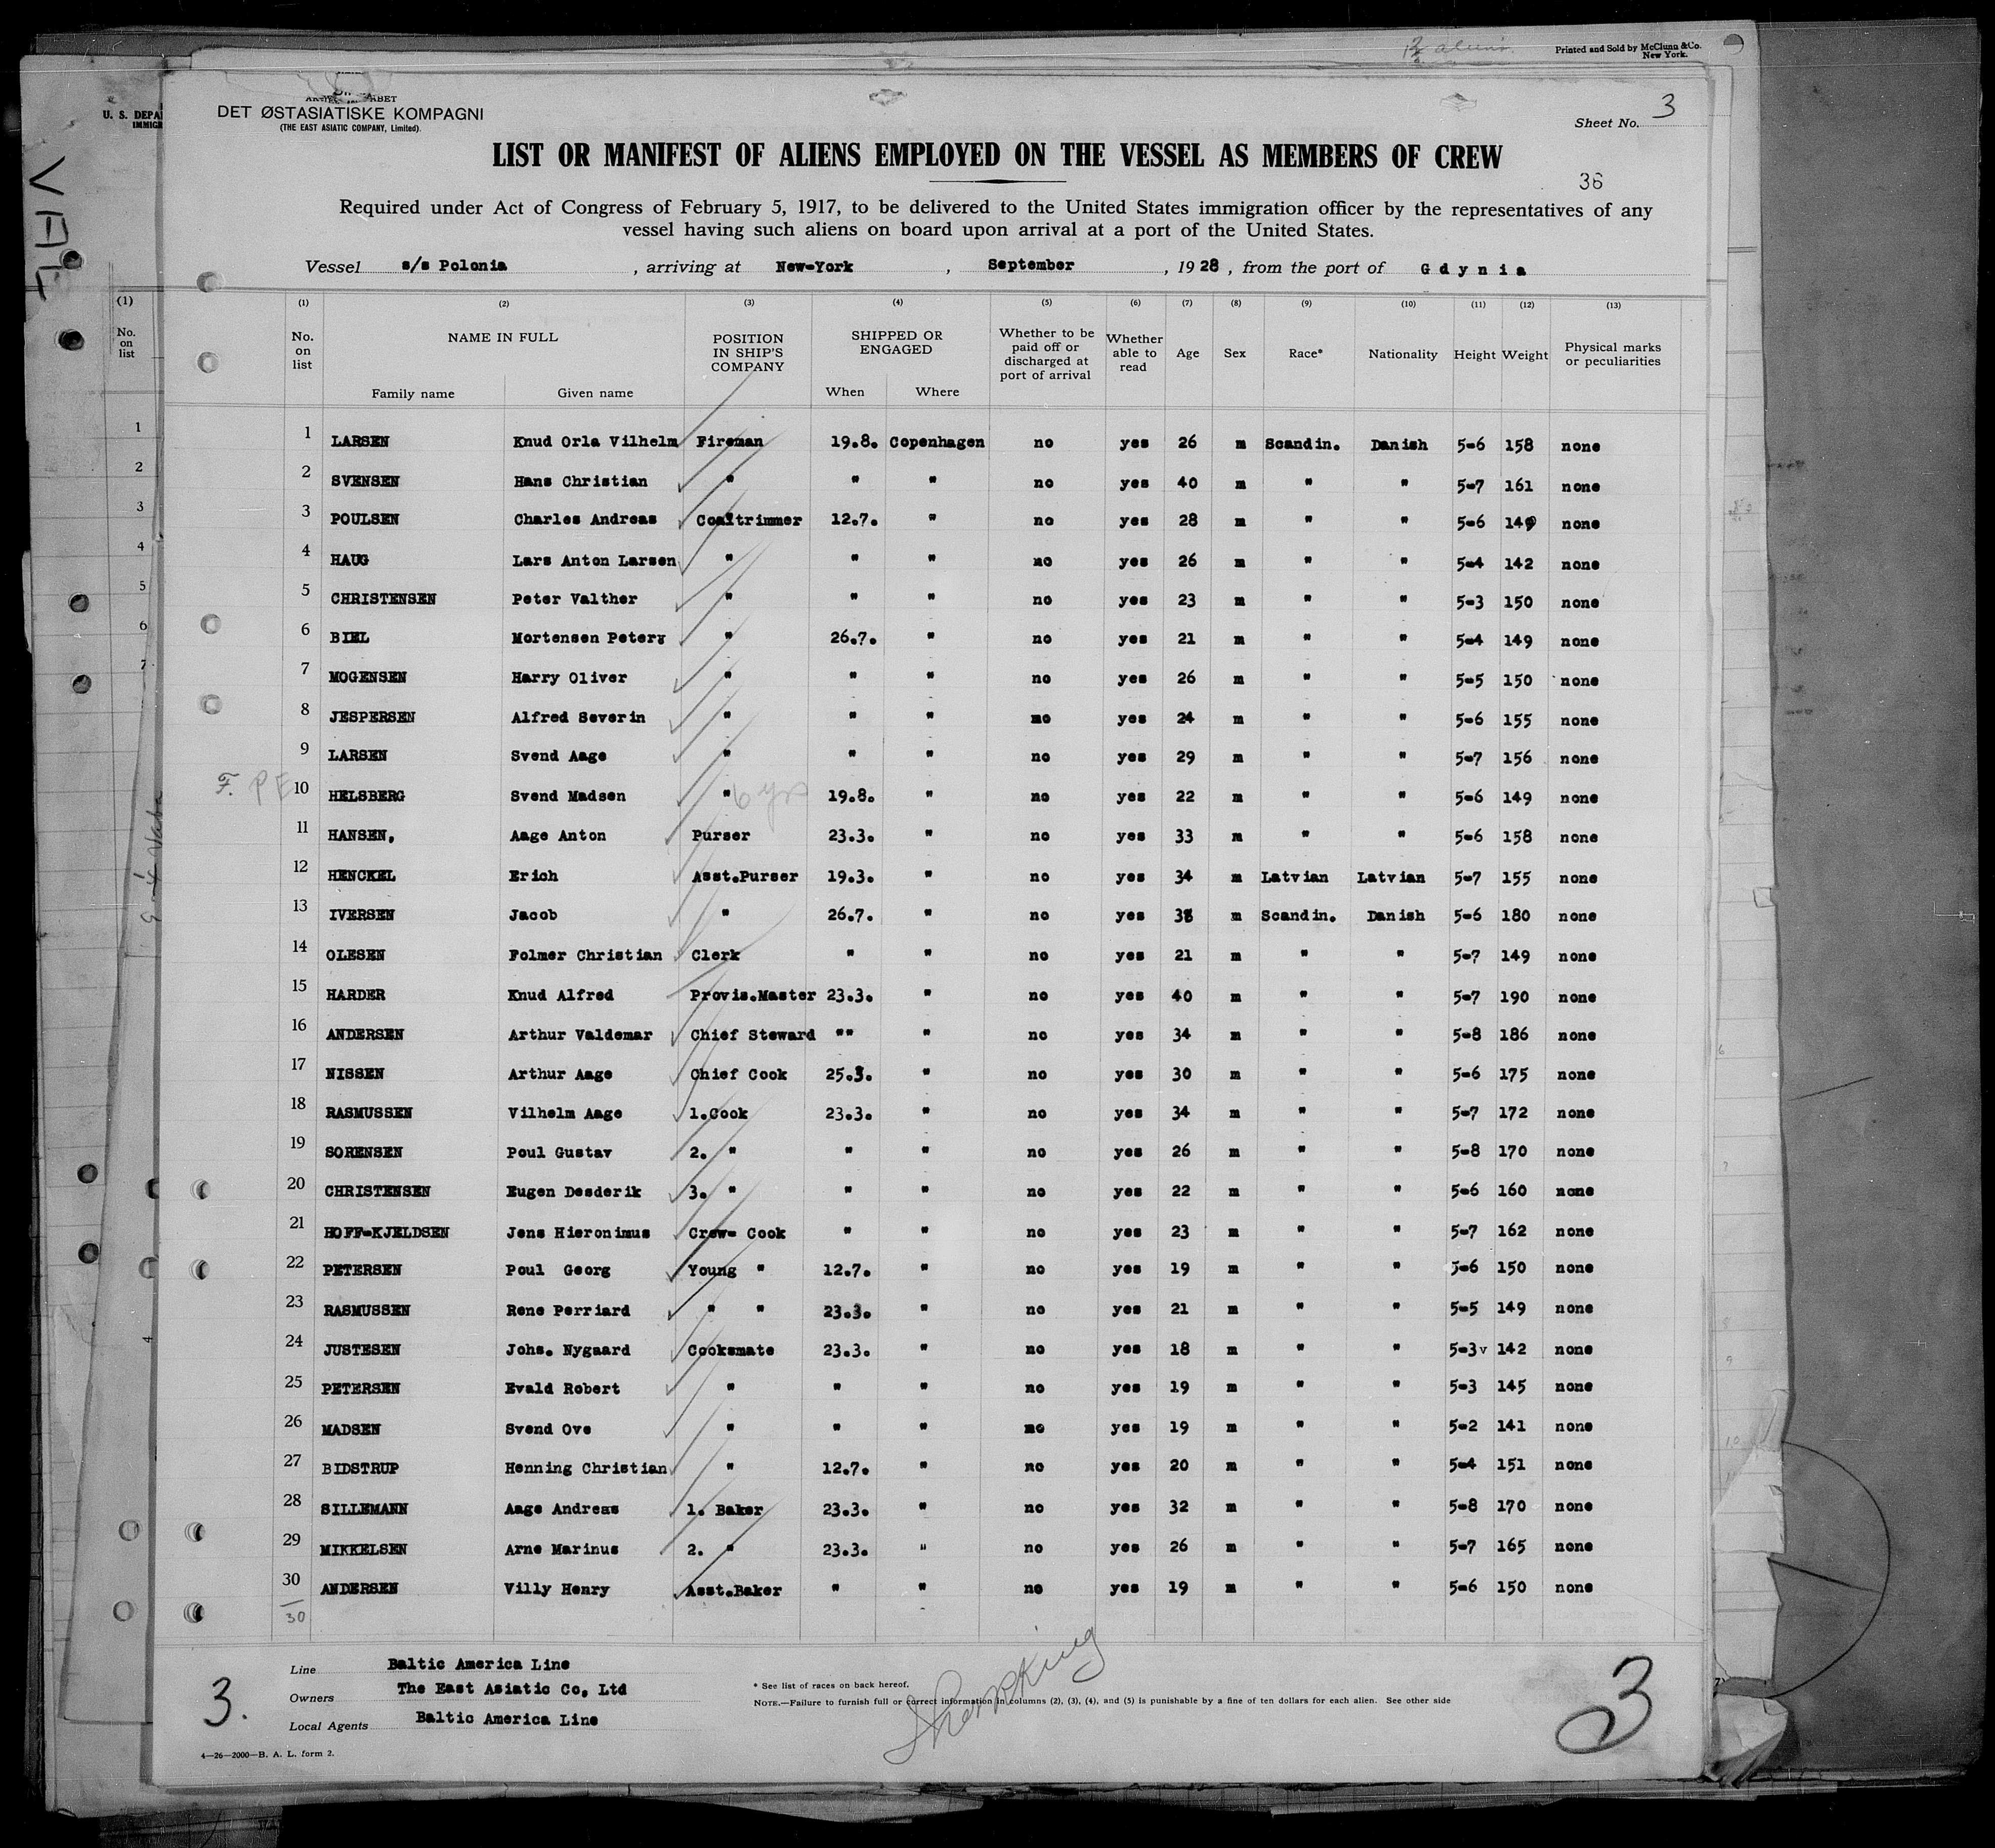 Printed and Sold by McClunn & Co.
New York.
U. S. DEPA
IMMIGR
DET ØSTASIATISKE KOMPAGNI
(THE EAST ASIATIC COMPANY, Limited).
Sheet No. 3
LIST OR MANIFEST OF ALIENS EMPLOYED ON THE VESSEL AS MEMBERS OF CREW
36
Required under Act of Congress of February 5, 1917, to be delivered to the United States immigration officer by the representatives of any
vessel having such aliens on board upon arrival at a port of the United States.
Vessel s/s Polonia , arriving at New-York , September , 19 28 , from the port of Gdynia
(1) (2) (3) (4) (5) (6) (7) (8) (9) (10) (11) (12) (13)
No. on list NAME IN FULL Family name Given name POSITION IN SHIP'S COMPANY SHIPPED OR ENGAGED When Where Whether to be paid off or discharged at port of arrival Whether able to read Age Sex Race* Nationality Height Weight Physical marks or peculiarities
1 LARSEN Knud Orla Vilhelm Fireman 19.8. Copenhagen no yes 26 m Scandin. Danish 5-6 158 none
2 SVENSEN Hans Christian " " " no yes 40 m " " 5-7 161 none
3 POULSEN Charles Andreas Coaltrimmer 12.7. " no yes 28 m " " 5-6 149 none
4 HAUG Lars Anton Larsen " " " no yes 26 m " " 5-4 142 none
5 CHRISTENSEN Peter Valther " " " no yes 23 m " " 5-3 150 none
6 BIEL Mortensen Peter " 26.7. " no yes 21 m " " 5-4 149 none
7 MOGENSEN Harry Oliver " " " no yes 26 m " " 5-5 150 none
8 JESPERSEN Alfred Severin " " " no yes 24 m " " 5-6 155 none
9 LARSEN Svend Aage " " " no yes 29 m " " 5-7 156 none
10 HELSBERG Svend Madsen " 6 yrs 19.8. " no yes 22 m " " 5-6 149 none
11 HANSEN, Aage Anton Purser 23.3. " no yes 33 m " " 5-6 158 none
12 HENCKEL Erich Asst.Purser 19.3. " no yes 34 m Latvian Latvian 5-7 155 none
13 IVERSEN Jacob " 26.7. " no yes 38 m Scandin. Danish 5-6 180 none
14 OLESEN Folmer Christian Clerk " " no yes 21 m " " 5-7 149 none
15 HARDER Knud Alfred Provis.Master 23.3. " no yes 40 m " " 5-7 190 none
16 ANDERSEN Arthur Valdemar Chief Steward "" " no yes 34 m " " 5-8 186 none
17 NISSEN Arthur Aage Chief Cook 25.3. " no yes 30 m " " 5-6 175 none
18 RASMUSSEN Vilhelm Aage 1.Cook 23.3. " no yes 34 m " " 5-7 172 none
19 SORENSEN Poul Gustav 2. " " " no yes 26 m " " 5-8 170 none
20 CHRISTENSEN Eugen Desderik 3. " " " no yes 22 m " " 5-6 160 none
21 HOFF-KJELDSEN Jens Hieronimus Crew- Cook " " no yes 23 m " " 5-7 162 none
22 PETERSEN Poul Georg Young " 12.7. " no yes 19 m " " 5-6 150 none
23 RASMUSSEN Rene Perriard " " 23.3. " no yes 21 m " " 5-5 149 none
24 JUSTESEN Johs. Nygaard Cooksmate 23.3. " no yes 18 m " " 5-3 142 none
25 PETERSEN Evald Robert " " " no yes 19 m " " 5-3 145 none
26 MADSEN Svend Ove " " " no yes 19 m " " 5-2 141 none
27 BIDSTRUP Henning Christian " 12.7. " no yes 20 m " " 5-4 151 none
28 SILLEMANN Aage Andreas 1. Baker 23.3. " no yes 32 m " " 5-8 170 none
29 MIKKELSEN Arne Marinus 2. " 23.3. " no yes 26 m " " 5-7 165 none
30 ANDERSEN Villy Henry Asst.Baker " " no yes 19 m " " 5-6 150 none
30
Line Baltic America Line
Owners The East Asiatic Co, Ltd
Local Agents Baltic America Line
* See list of races on back hereof.
NOTE.—Failure to furnish full or correct information in columns (2), (3), (4), and (5) is punishable by a fine of ten dollars for each alien. See other side
3.
3
4—26—2000—B. A. L. form 2.